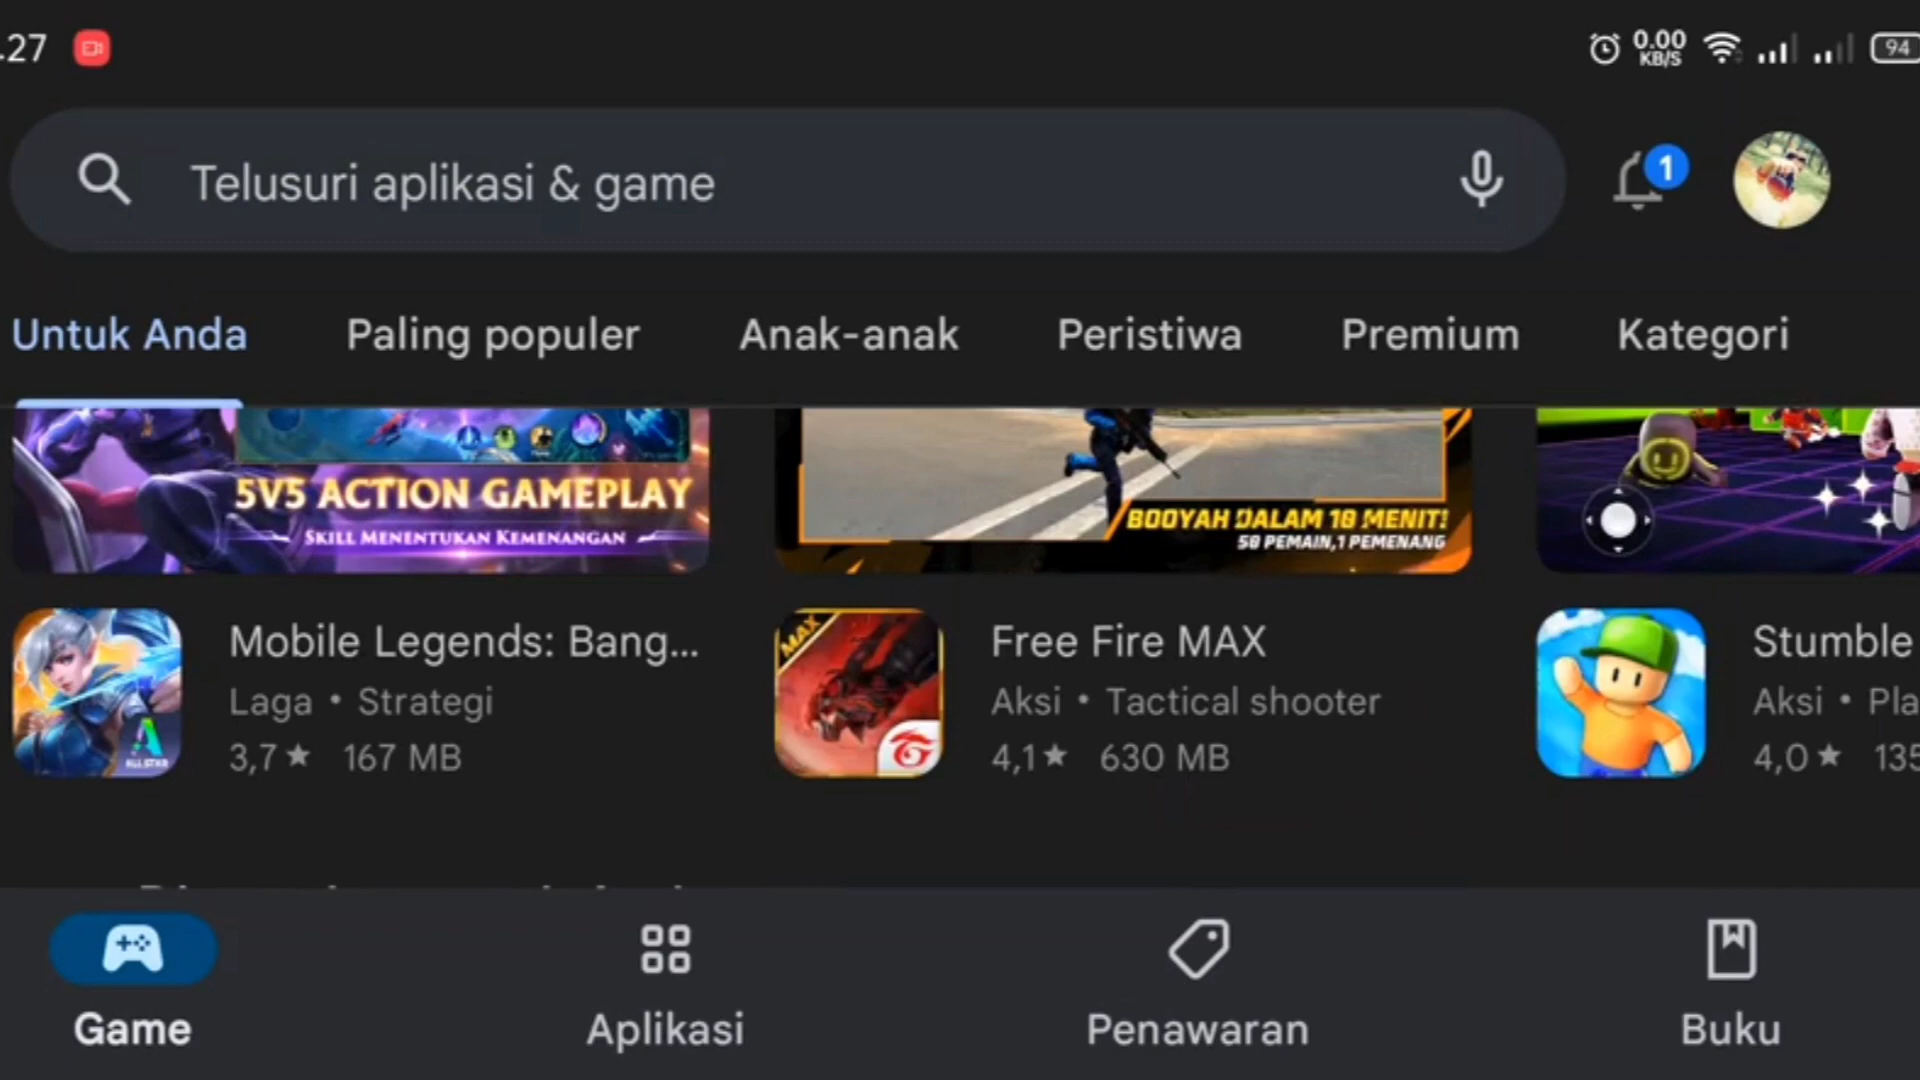 .27
0.00
KB/S
94
Telusuri aplikasi & game
1
Untuk Anda
Paling populer
Anak-anak
Peristiwa
Premium
Kategori
5V5 ACTION GAMEPLAY
SKILL MENENTUKAN KEMENANGAN
BOOYAH DALAM 10 MENIT!
50 PEMAIN,1 PEMENANG
MAX
ALL STAR
Mobile Legends: Bang...
Laga • Strategi
3,7★ 167 MB
Free Fire MAX
Aksi • Tactical shooter
4,1★ 630 MB
Stumble
Aksi • Pla
4,0★ 135
Game
Aplikasi
Penawaran
Buku